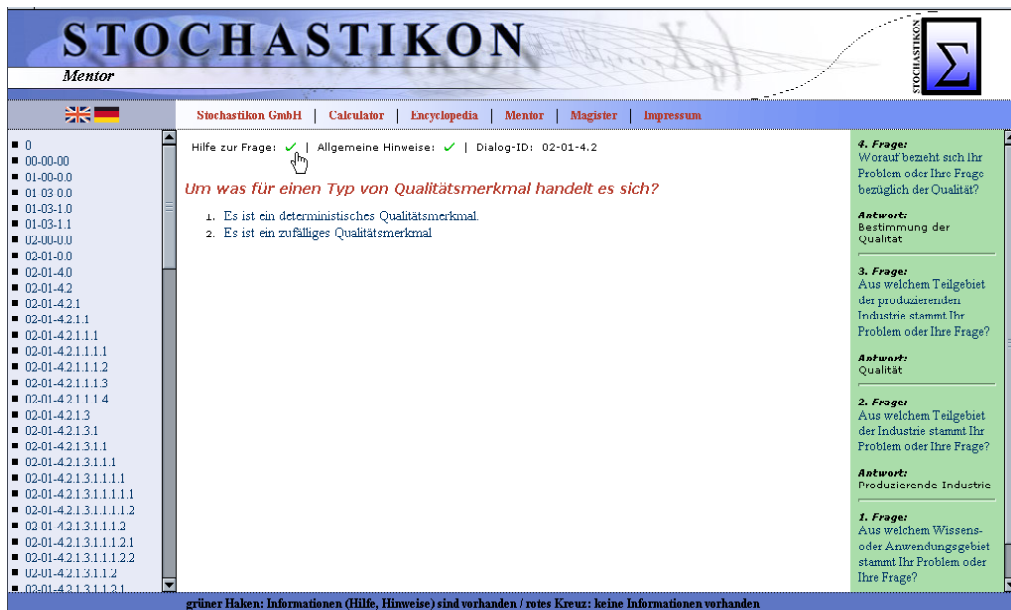 STOCHASTIKON
Mentor
STOCHASTIKON
Σ
Stochastikon GmbH | Calculator | Encyclopedia | Mentor | Magister | Impressum
0
00-00-00
01-00-0.0
01-03-0.0
01-03-1.0
01-03-1.1
02-00-0.0
02-01-0.0
02-01-4.0
02-01-4.2
02-01-4.2.1
02-01-4.2.1.1
02-01-4.2.1.1.1
02-01-4.2.1.1.1.1
02-01-4.2.1.1.1.2
02-01-4.2.1.1.1.3
02-01-4.2.1.1.1.4
02-01-4.2.1.3
02-01-4.2.1.3.1
02-01-4.2.1.3.1.1
02-01-4.2.1.3.1.1.1
02-01-4.2.1.3.1.1.1.1
02-01-4.2.1.3.1.1.1.1.1
02-01-4.2.1.3.1.1.1.1.2
02-01-4.2.1.3.1.1.1.2
02-01-4.2.1.3.1.1.1.2.1
02-01-4.2.1.3.1.1.1.2.2
02-01-4.2.1.3.1.1.2
02-01-4.2.1.3.1.1.2.1
Hilfe zur Frage: ✓ | Allgemeine Hinweise: ✓ | Dialog-ID: 02-01-4.2
Um was für einen Typ von Qualitätsmerkmal handelt es sich?
1. Es ist ein deterministisches Qualitätsmerkmal.
2. Es ist ein zufälliges Qualitätsmerkmal
4. Frage:
Worauf bezieht sich Ihr
Problem oder Ihre Frage
bezüglich der Qualität?
Antwort:
Bestimmung der
Qualität
3. Frage:
Aus welchem Teilgebiet
der produzierenden
Industrie stammt Ihr
Problem oder Ihre Frage?
Antwort:
Qualität
2. Frage:
Aus welchem Teilgebiet
der Industrie stammt Ihr
Problem oder Ihre Frage?
Antwort:
Produzierende Industrie
1. Frage:
Aus welchem Wissens-
oder Anwendungsgebiet
stammt Ihr Problem oder
Ihre Frage?
grüner Haken: Informationen (Hilfe, Hinweise) sind vorhanden / rotes Kreuz: keine Informationen vorhanden